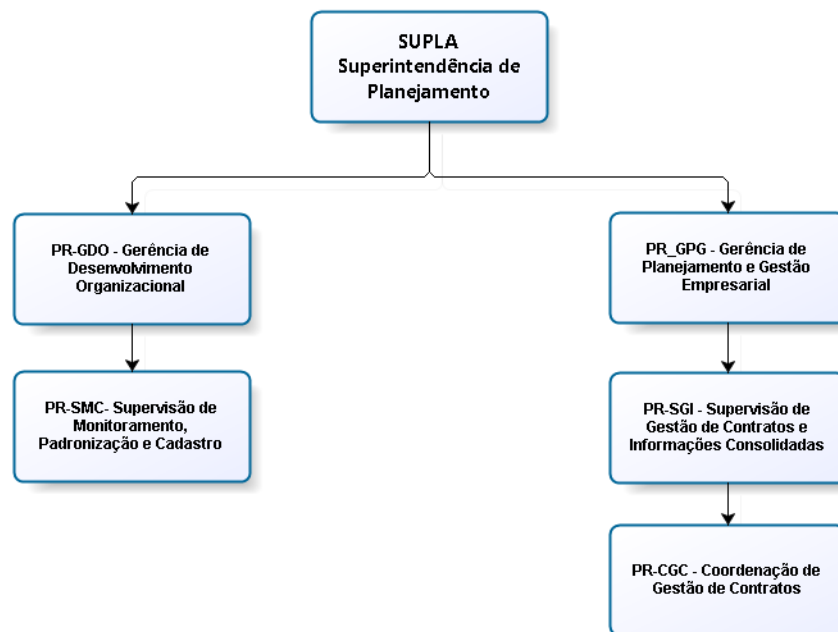 SUPLA
Superintendência de
Planejamento
PR-GDO - Gerência de
Desenvolvimento
Organizacional
PR_GPG - Gerência de
Planejamento e Gestão
Empresarial
PR-SMC- Supervisão de
Monitoramento,
Padronização e Cadastro
PR-SGI - Supervisão de
Gestão de Contratos e
Informações Consolidadas
PR-CGC - Coordenação de
Gestão de Contratos